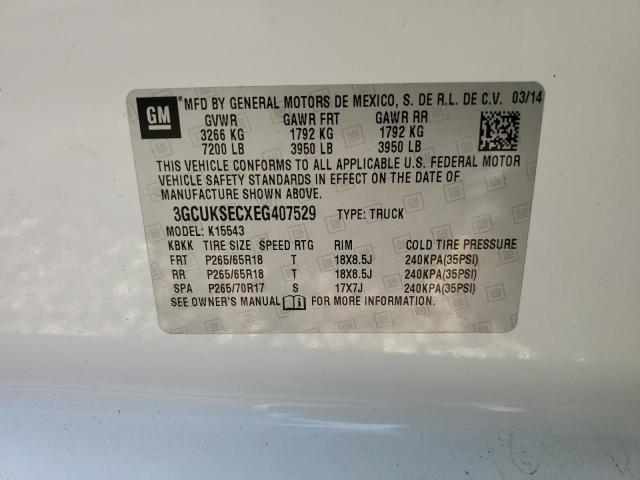 GM
*MFD BY GENERAL MOTORS DE MEXICO, S. DE R.L. DE C.V. 03/14
GVWR GAWR FRT GAWR RR
3266 KG 1792 KG 1792 KG
7200 LB 3950 LB 3950 LB
THIS VEHICLE CONFORMS TO ALL APPLICABLE U.S. FEDERAL MOTOR
VEHICLE SAFETY STANDARDS IN EFFECT ON THE DATE OF
MANUFACTURE SHOWN ABOVE.
3GCUKSECXEG407529 TYPE: TRUCK
MODEL: K15543
KBKK TIRE SIZE SPEED RTG RIM COLD TIRE PRESSURE
FRT P265/65R18 T 18X8.5J 240KPA(35PSI)
RR P265/65R18 T 18X8.5J 240KPA(35PSI)
SPA P265/70R17 S 17X7J 240KPA(35PSI)
SEE OWNER'S MANUAL FOR MORE INFORMATION.